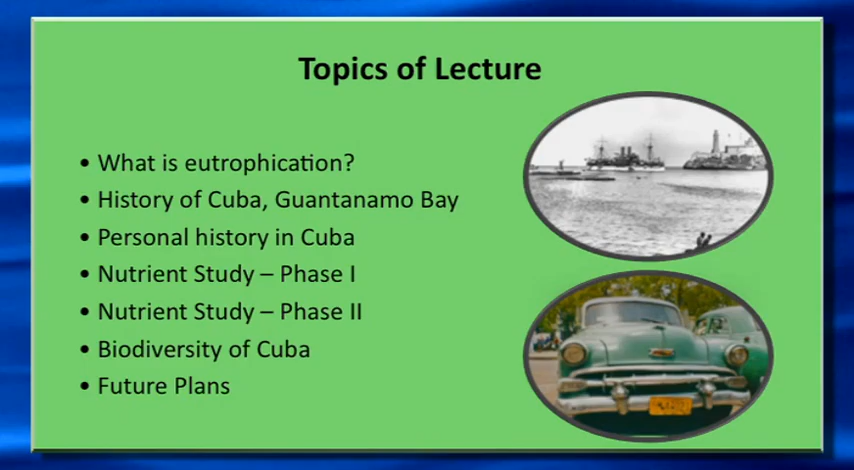 Topics of Lecture
• What is eutrophication?
• History of Cuba, Guantanamo Bay
• Personal history in Cuba
• Nutrient Study – Phase I
• Nutrient Study – Phase II
• Biodiversity of Cuba
• Future Plans